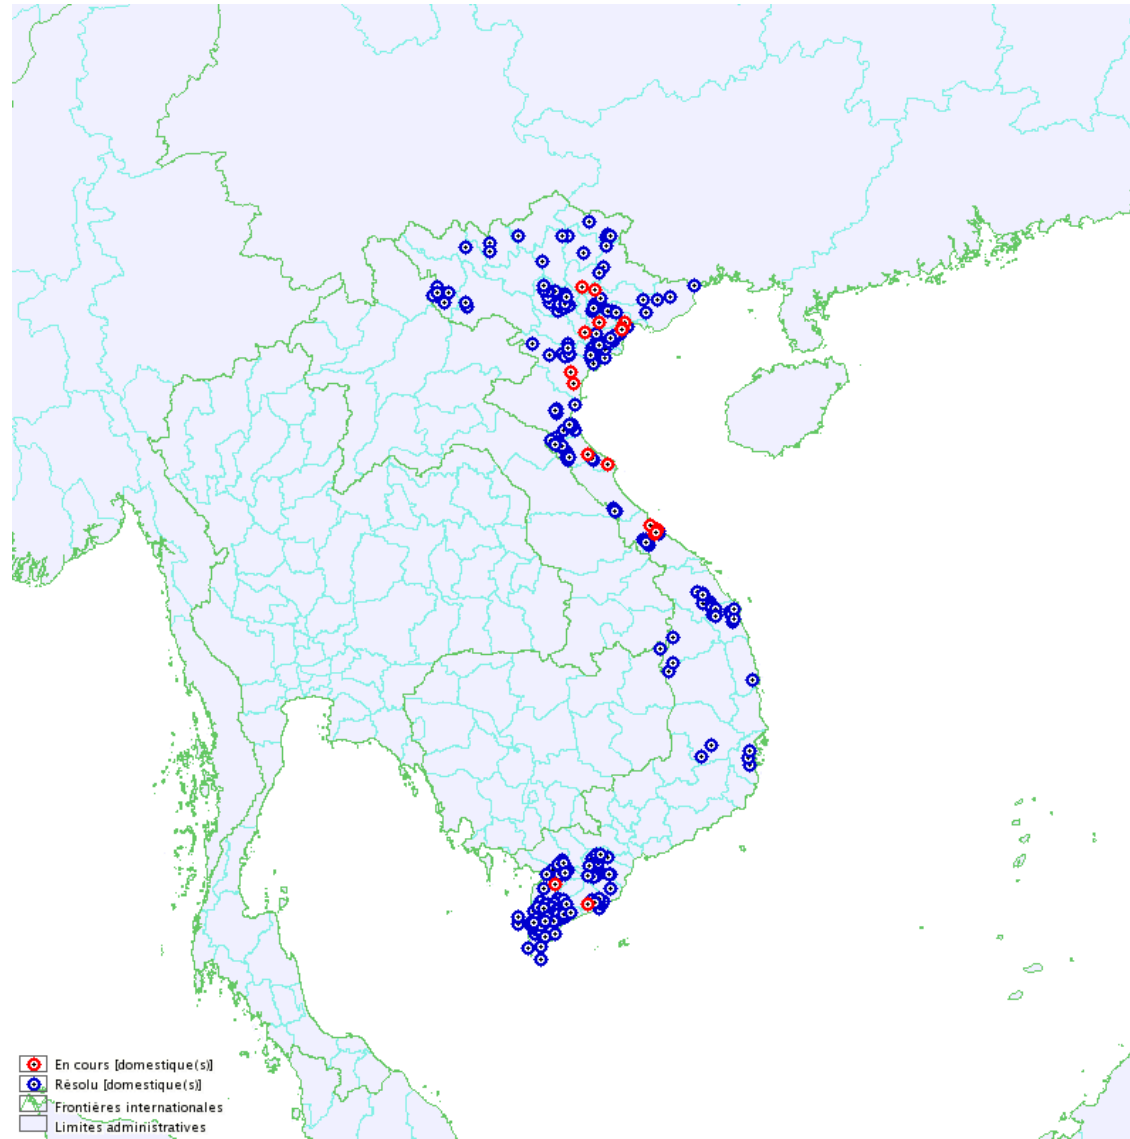 En cours [domestique(s)]
Résolu [domestique(s)]
Frontières internationales
Limites administratives